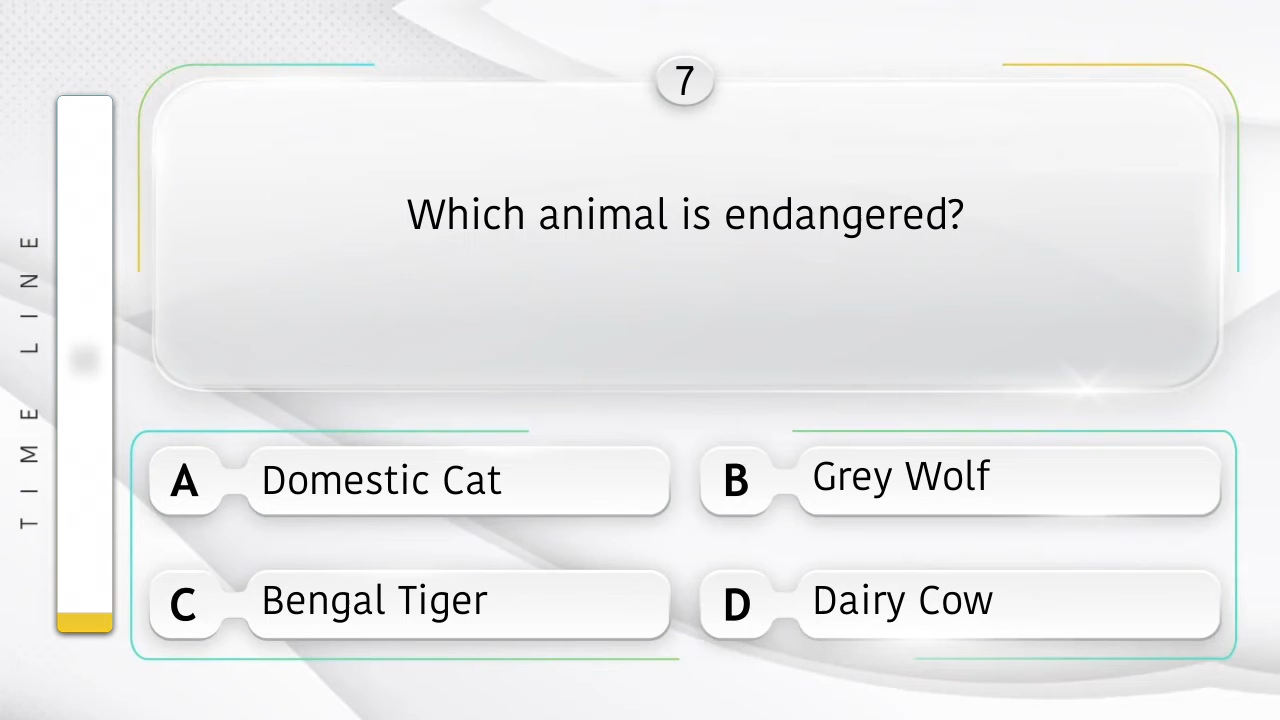 7
Which animal is endangered?
TIME LINE
A Domestic Cat
B Grey Wolf
C Bengal Tiger
D Dairy Cow